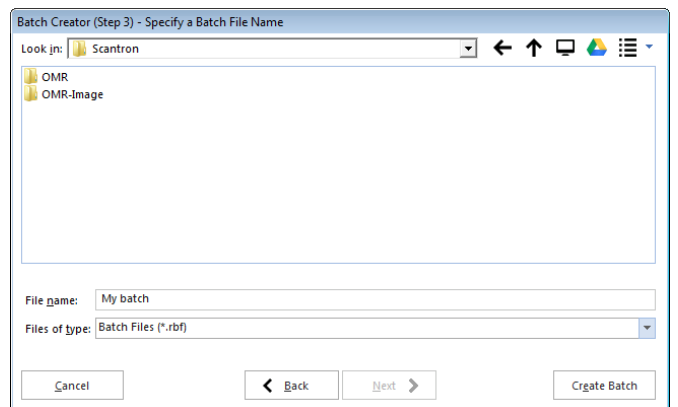 Batch Creator (Step 3) - Specify a Batch File Name
Look in: Scantron
OMR
OMR-Image
File name: My batch
Files of type: Batch Files (*.rbf)
Cancel Back Next Create Batch